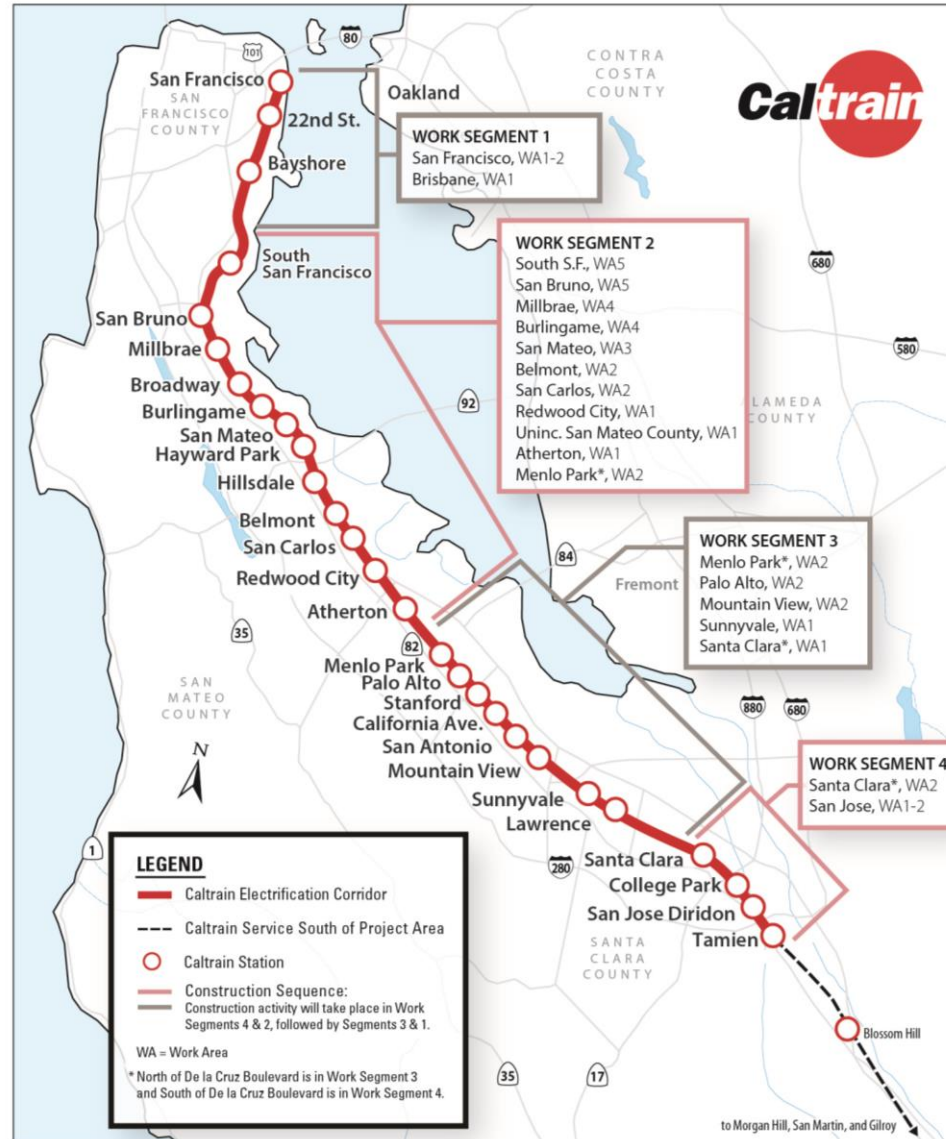 Caltrain
101
80
San Francisco
SAN
FRANCISCO
COUNTY
22nd St.
Bayshore
Oakland
CONTRA
COSTA
COUNTY
WORK SEGMENT 1
San Francisco, WA1-2
Brisbane, WA1
South
San Francisco
San Bruno
Millbrae
Broadway
Burlingame
San Mateo
Hayward Park
Hillsdale
Belmont
San Carlos
Redwood City
Atherton
WORK SEGMENT 2
South S.F., WA5
San Bruno, WA5
Millbrae, WA4
Burlingame, WA4
San Mateo, WA3
Belmont, WA2
San Carlos, WA2
Redwood City, WA1
Uninc. San Mateo County, WA1
Atherton, WA1
Menlo Park*, WA2
680
580
92
ALAMEDA
COUNTY
84
Fremont
WORK SEGMENT 3
Menlo Park*, WA2
Palo Alto, WA2
Mountain View, WA2
Sunnyvale, WA1
Santa Clara*, WA1
35
82
SAN
MATEO
COUNTY
N
Menlo Park
Palo Alto
Stanford
California Ave.
San Antonio
Mountain View
Sunnyvale
Lawrence
880
680
WORK SEGMENT 4
Santa Clara*, WA2
San Jose, WA1-2
1
280
Santa Clara
College Park
San Jose Diridon
Tamien
SANTA
CLARA
COUNTY
Blossom Hill
35
17
to Morgan Hill, San Martin, and Gilroy
LEGEND
Caltrain Electrification Corridor
Caltrain Service South of Project Area
Caltrain Station
Construction Sequence:
Construction activity will take place in Work
Segments 4 & 2, followed by Segments 3 & 1.
WA = Work Area
* North of De la Cruz Boulevard is in Work Segment 3
and South of De la Cruz Boulevard is in Work Segment 4.